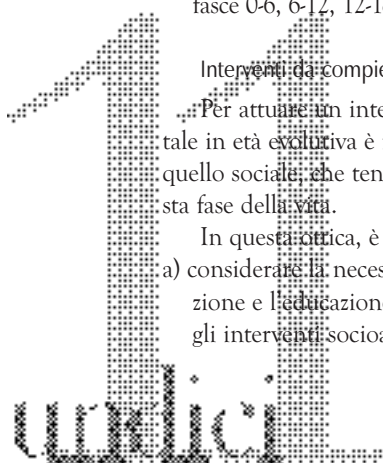 fasce 0-6, 6-12, 12-1
Interventi da compie
Per attuare un inte
tale in età evolutiva è
quello sociale, che ten
sta fase della vita.
In questa ottica, è
a) considerare la neces
zione e l'educazione
gli interventi socioa
11
undici